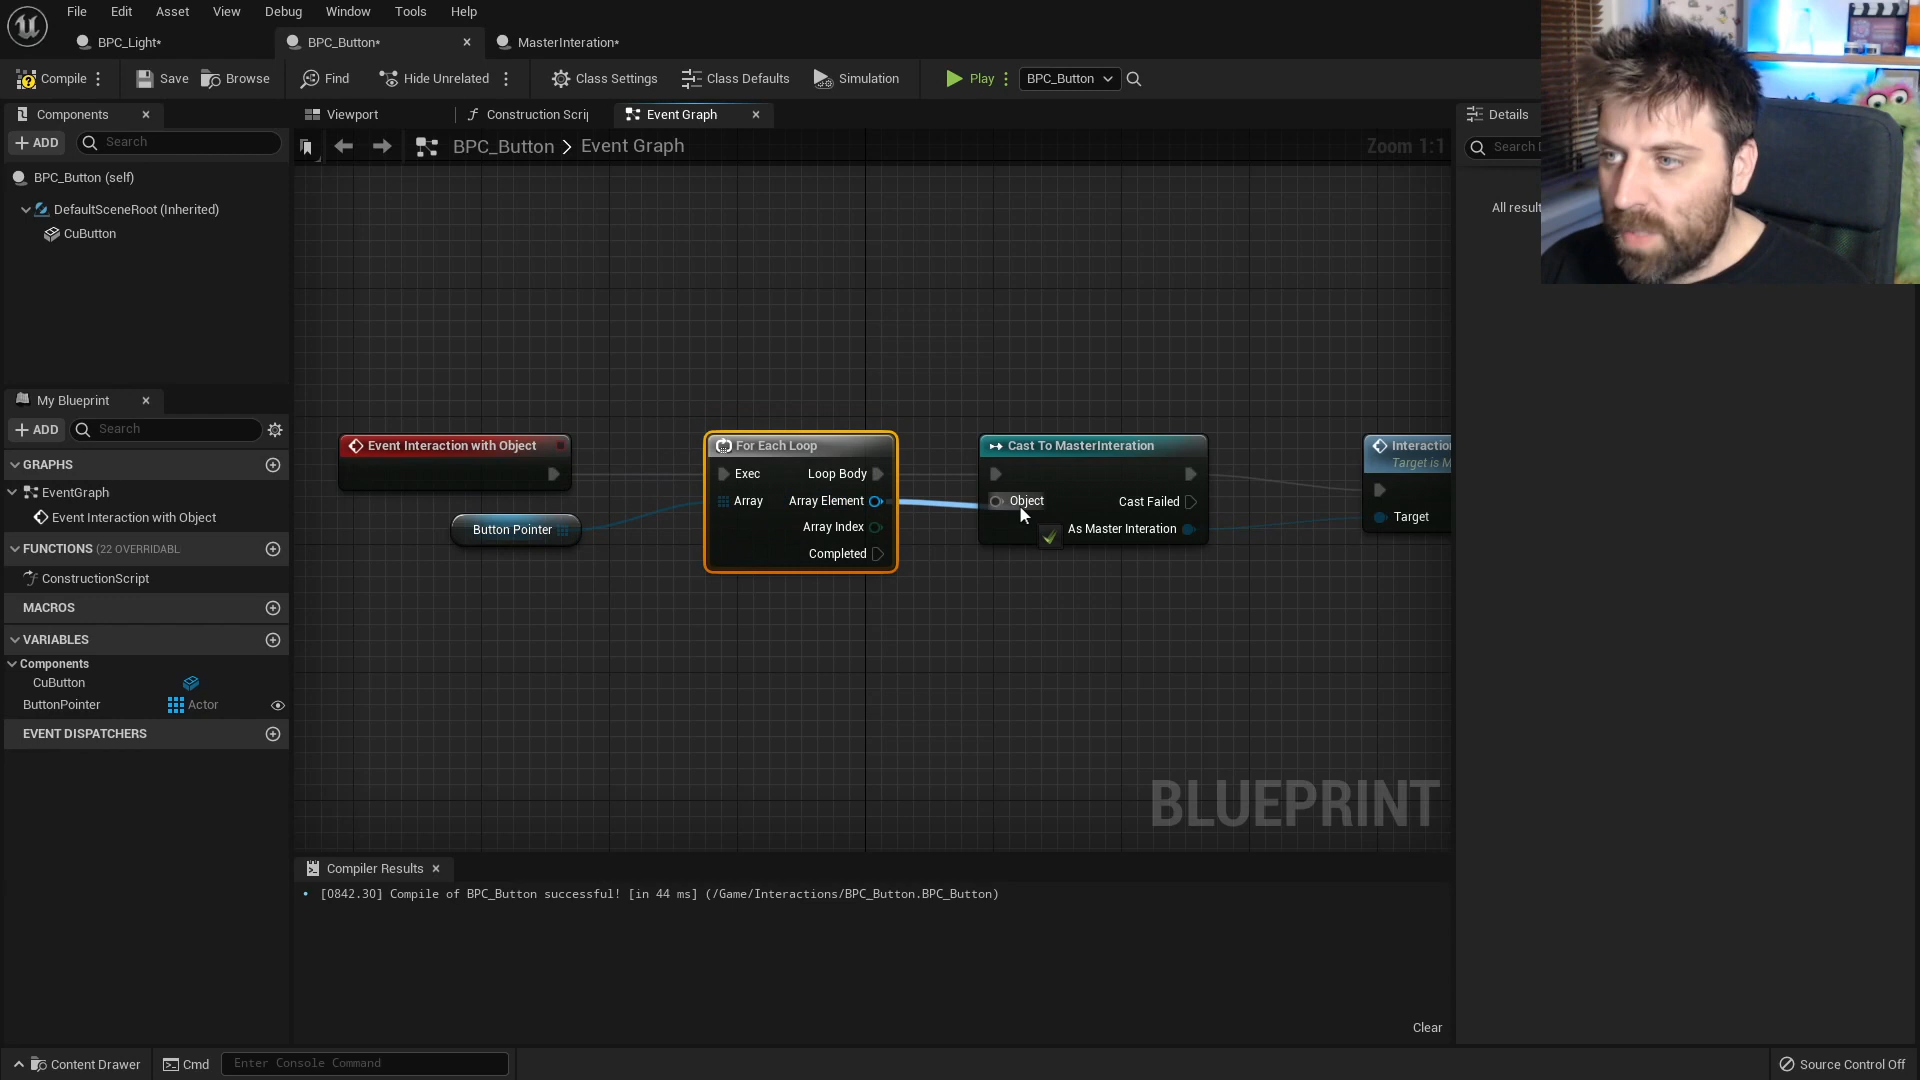 File Edit Asset View Debug Window Tools Help
BPC_Light* BPC_Button* MasterInteration*
Compile Save Browse Find Hide Unrelated Class Settings Class Defaults Simulation Play BPC_Button
Components Viewport Construction Scrij Event Graph Details
ADD Search BPC_Button Event Graph Zoom 1:1 Search D
BPC_Button (self)
DefaultSceneRoot (Inherited) All result
CuButton
My Blueprint
ADD Search
GRAPHS
EventGraph
Event Interaction with Object
FUNCTIONS (22 OVERRIDABL
ConstructionScript
MACROS
VARIABLES
Components
CuButton
ButtonPointer Actor
EVENT DISPATCHERS
Event Interaction with Object
Button Pointer
For Each Loop
Exec Loop Body
Array Array Element
Array Index
Completed
Cast To MasterInteration
Object Cast Failed
As Master Interation
Interaction
Target is M
Target
BLUEPRINT
Compiler Results
[0842.30] Compile of BPC_Button successful! [in 44 ms] (/Game/Interactions/BPC_Button.BPC_Button)
Clear
Content Drawer Cmd Enter Console Command Source Control Off